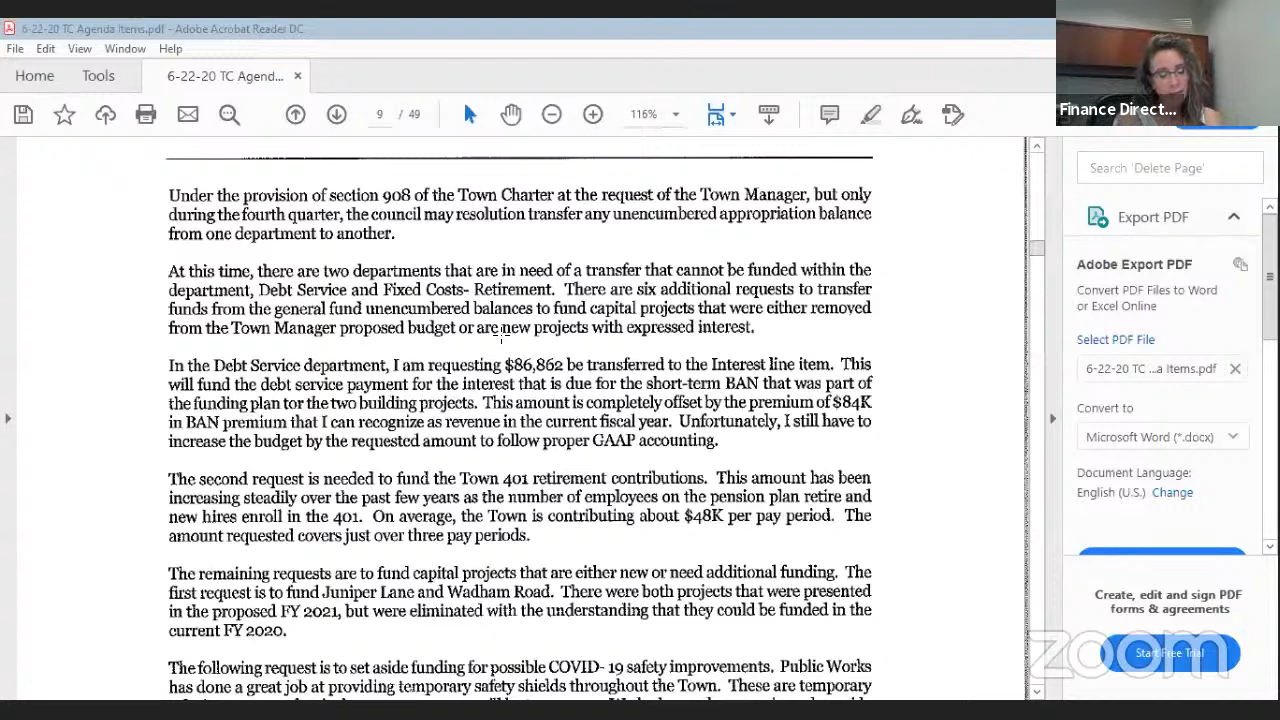 6-22-20 TC Agenda Items.pdf - Adobe Acrobat Reader DC
File Edit View Window Help
Home Tools 6-22-20 TC Agend... ×
9 / 49 116%
Finance Direct...
Under the provision of section 908 of the Town Charter at the request of the Town Manager, but only
during the fourth quarter, the council may resolution transfer any unencumbered appropriation balance
from one department to another.
At this time, there are two departments that are in need of a transfer that cannot be funded within the
department, Debt Service and Fixed Costs- Retirement. There are six additional requests to transfer
funds from the general fund unencumbered balances to fund capital projects that were either removed
from the Town Manager proposed budget or are new projects with expressed interest.
In the Debt Service department, I am requesting $86,862 be transferred to the Interest line item. This
will fund the debt service payment for the interest that is due for the short-term BAN that was part of
the funding plan for the two building projects. This amount is completely offset by the premium of $84K
in BAN premium that I can recognize as revenue in the current fiscal year. Unfortunately, I still have to
increase the budget by the requested amount to follow proper GAAP accounting.
The second request is needed to fund the Town 401 retirement contributions. This amount has been
increasing steadily over the past few years as the number of employees on the pension plan retire and
new hires enroll in the 401. On average, the Town is contributing about $48K per pay period. The
amount requested covers just over three pay periods.
The remaining requests are to fund capital projects that are either new or need additional funding. The
first request is to fund Juniper Lane and Wadham Road. There were both projects that were presented
in the proposed FY 2021, but were eliminated with the understanding that they could be funded in the
current FY 2020.
The following request is to set aside funding for possible COVID- 19 safety improvements. Public Works
has done a great job at providing temporary safety shields throughout the Town. These are temporary
Search 'Delete Page'
Export PDF
Adobe Export PDF
Convert PDF Files to Word
or Excel Online
Select PDF File
6-22-20 TC ...a Items.pdf ×
Convert to
Microsoft Word (*.docx)
Document Language:
English (U.S.) Change
Create, edit and sign PDF
forms & agreements
Start Free Trial
zoom